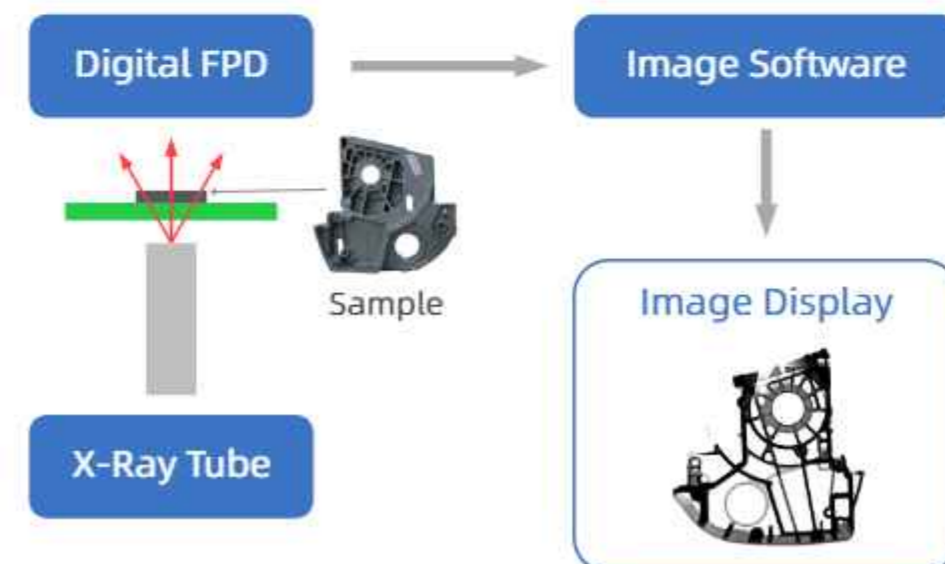 Digital FPD
Image Software
Sample
Image Display
X-Ray Tube